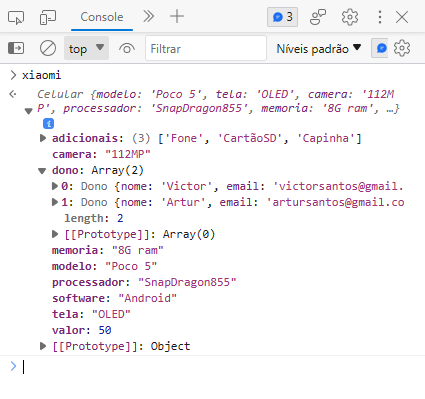 Console
3
top
Filtrar
Níveis padrão
xiaomi
Celular {modelo: 'Poco 5', tela: 'OLED', camera: '112M
P', processador: 'SnapDragon855', memoria: '8G ram', …}
adicionais: (3) ['Fone', 'CartãoSD', 'Capinha']
camera: "112MP"
dono: Array(2)
0: Dono {nome: 'Victor', email: 'victorsantos@gmail.
1: Dono {nome: 'Artur', email: 'artursantos@gmail.co
length: 2
[[Prototype]]: Array(0)
memoria: "8G ram"
modelo: "Poco 5"
processador: "SnapDragon855"
software: "Android"
tela: "OLED"
valor: 50
[[Prototype]]: Object